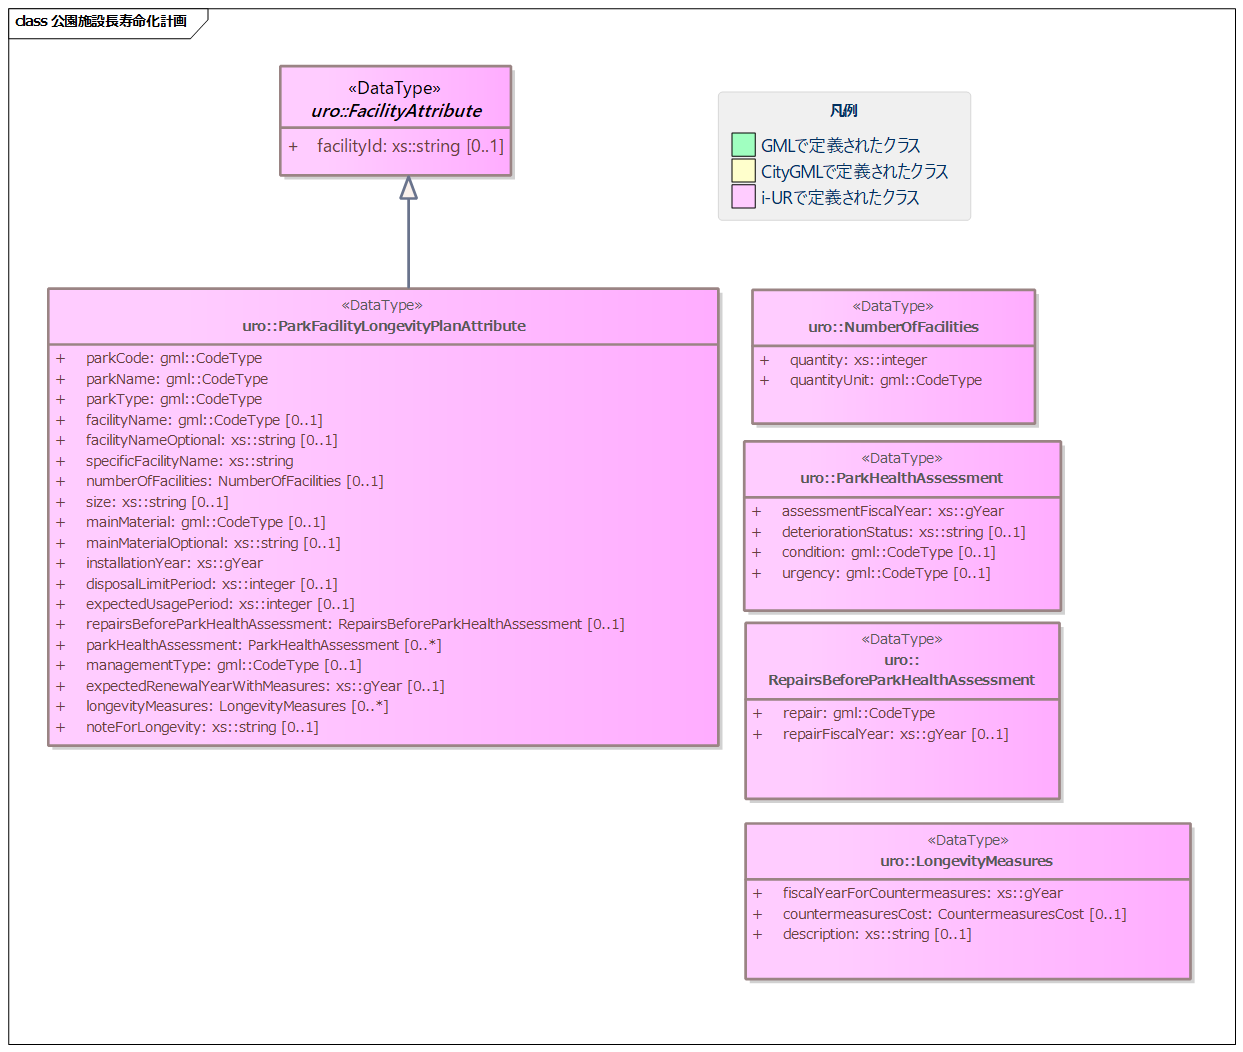 class 公園施設長寿命化計画
«DataType»
uro::FacilityAttribute
+ facilityId: xs::string [0..1]
凡例
GMLで定義されたクラス
CityGMLで定義されたクラス
i-URで定義されたクラス
«DataType»
uro::ParkFacilityLongevityPlanAttribute
+ parkCode: gml::CodeType
+ parkName: gml::CodeType
+ parkType: gml::CodeType
+ facilityName: gml::CodeType [0..1]
+ facilityNameOptional: xs::string [0..1]
+ specificFacilityName: xs::string
+ numberOfFacilities: NumberOfFacilities [0..1]
+ size: xs::string [0..1]
+ mainMaterial: gml::CodeType [0..1]
+ mainMaterialOptional: xs::string [0..1]
+ installationYear: xs::gYear
+ disposalLimitPeriod: xs::integer [0..1]
+ expectedUsagePeriod: xs::integer [0..1]
+ repairsBeforeParkHealthAssessment: RepairsBeforeParkHealthAssessment [0..1]
+ parkHealthAssessment: ParkHealthAssessment [0..*]
+ managementType: gml::CodeType [0..1]
+ expectedRenewalYearWithMeasures: xs::gYear [0..1]
+ longevityMeasures: LongevityMeasures [0..*]
+ noteForLongevity: xs::string [0..1]
«DataType»
uro::NumberOfFacilities
+ quantity: xs::integer
+ quantityUnit: gml::CodeType
«DataType»
uro::ParkHealthAssessment
+ assessmentFiscalYear: xs::gYear
+ deteriorationStatus: xs::string [0..1]
+ condition: gml::CodeType [0..1]
+ urgency: gml::CodeType [0..1]
«DataType»
uro::
RepairsBeforeParkHealthAssessment
+ repair: gml::CodeType
+ repairFiscalYear: xs::gYear [0..1]
«DataType»
uro::LongevityMeasures
+ fiscalYearForCountermeasures: xs::gYear
+ countermeasuresCost: CountermeasuresCost [0..1]
+ description: xs::string [0..1]